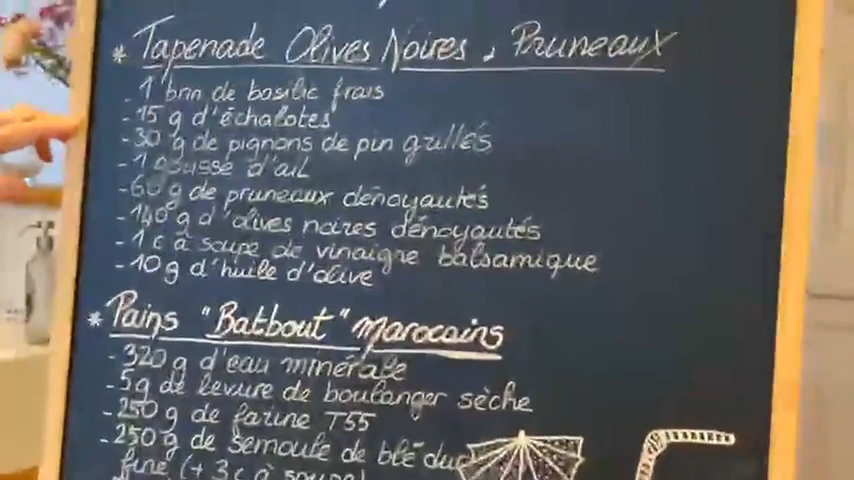 * Tapenade Olives Noires, Pruneaux
- 1 brin de basilic frais
- 15 g d'échalotes
- 30 g de pignons de pin grillés
- 1 gousse d'ail
- 60 g de pruneaux dénoyautés
- 140 g d'olives noires dénoyautés
- 1 c à soupe de vinaigre balsamique
- 10 g d'huile d'olive
* Pains "Batbout" Marocains
- 320 g d'eau minérale
- 5 g de levure de boulanger sèche
- 250 g de farine T55
- 250 g de semoule de blé dur
fine (+ 3 c à soupe)